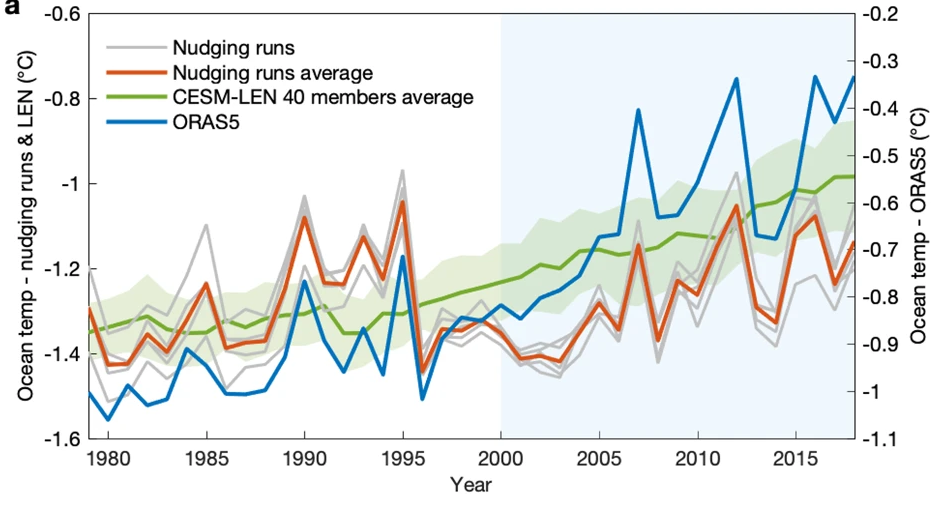 a
-0.6
-0.8
-1
-1.2
-1.4
-1.6
Ocean temp - nudging runs & LEN (°C)
Nudging runs
Nudging runs average
CESM-LEN 40 members average
ORAS5
-0.2
-0.3
-0.4
-0.5
-0.6
-0.7
-0.8
-0.9
-1
-1.1
Ocean temp - ORAS5 (°C)
1980 1985 1990 1995 2000 2005 2010 2015
Year